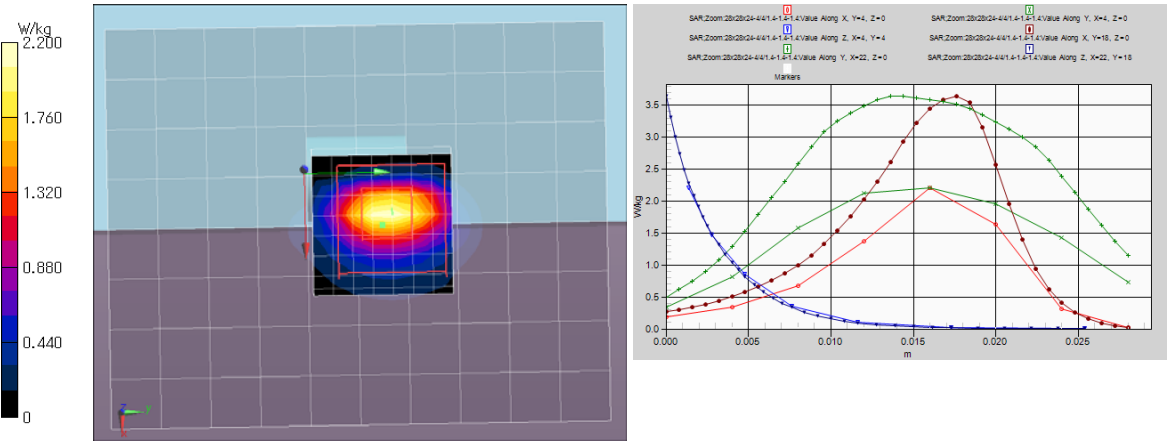 W/kg
2.200
1.760
1.320
0.880
0.440
0
Z
Y
X
SAR;Zoom:28x28x24-4/4/1.4-1.4-1.4:Value Along X, Y=4, Z=0
SAR;Zoom:28x28x24-4/4/1.4-1.4-1.4:Value Along Y, X=4, Z=0
SAR;Zoom:28x28x24-4/4/1.4-1.4-1.4:Value Along Z, X=4, Y=4
SAR;Zoom:28x28x24-4/4/1.4-1.4-1.4:Value Along X, Y=18, Z=0
SAR;Zoom:28x28x24-4/4/1.4-1.4-1.4:Value Along Y, X=22, Z=0
SAR;Zoom:28x28x24-4/4/1.4-1.4-1.4:Value Along Z, X=22, Y=18
Markers
W/kg
3.5
3.0
2.5
2.0
1.5
1.0
0.5
0.0
0.000 0.005 0.010 0.015 0.020 0.025
m